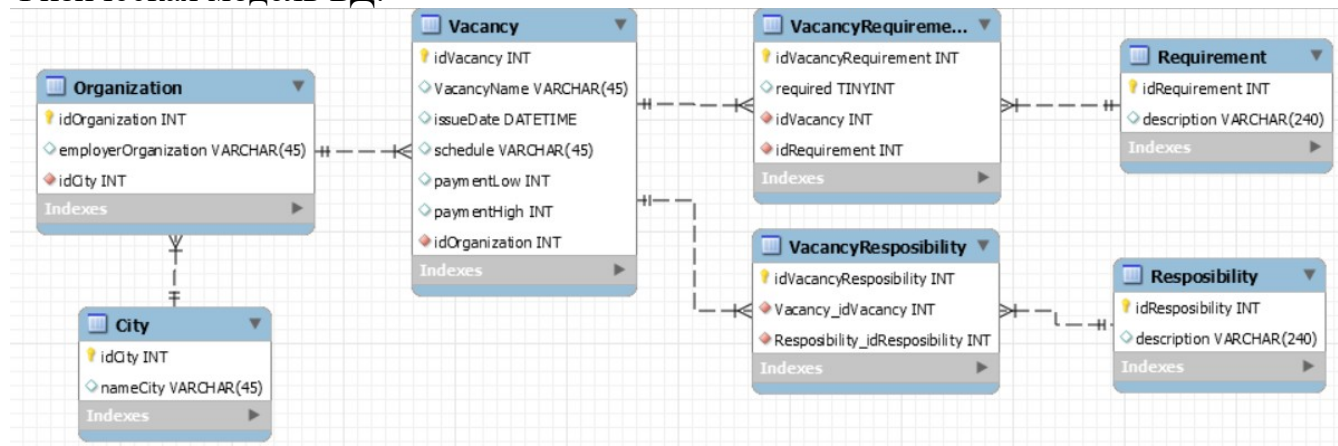 Физическая модель БД:
Organization
idOrganization INT
employerOrganization VARCHAR(45)
idCity INT
Indexes
City
idCity INT
nameCity VARCHAR(45)
Indexes
Vacancy
idVacancy INT
VacancyName VARCHAR(45)
issueDate DATETIME
schedule VARCHAR(45)
paymentLow INT
paymentHigh INT
idOrganization INT
Indexes
VacancyRequireme...
idVacancyRequirement INT
required TINYINT
idVacancy INT
idRequirement INT
Indexes
VacancyResposibility
idVacancyResposibility INT
Vacancy_idVacancy INT
Resposibility_idResposibility INT
Indexes
Requirement
idRequirement INT
description VARCHAR(240)
Indexes
Resposibility
idResposibility INT
description VARCHAR(240)
Indexes